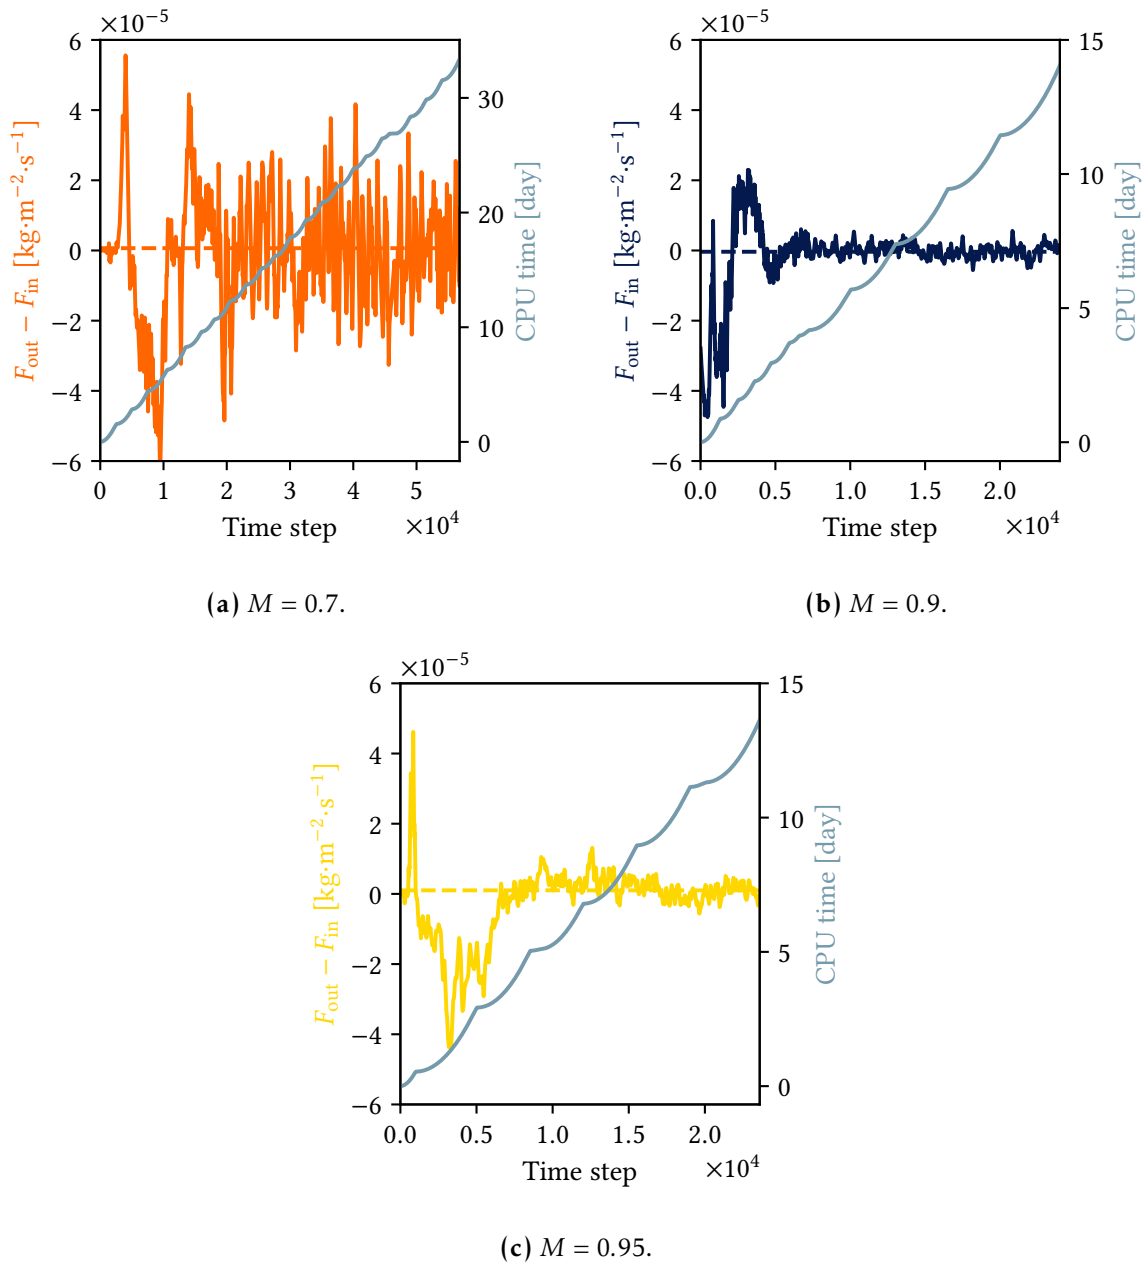 ×10⁻⁵
6
4
2
0
−2
−4
−6
F_out − F_in [kg·m⁻²·s⁻¹]
30
20
10
0
CPU time [day]
0 1 2 3 4 5
Time step ×10⁴
(a) M = 0.7.
×10⁻⁵
6
4
2
0
−2
−4
−6
F_out − F_in [kg·m⁻²·s⁻¹]
15
10
5
0
CPU time [day]
0.0 0.5 1.0 1.5 2.0
Time step ×10⁴
(b) M = 0.9.
×10⁻⁵
6
4
2
0
−2
−4
−6
F_out − F_in [kg·m⁻²·s⁻¹]
15
10
5
0
CPU time [day]
0.0 0.5 1.0 1.5 2.0
Time step ×10⁴
(c) M = 0.95.